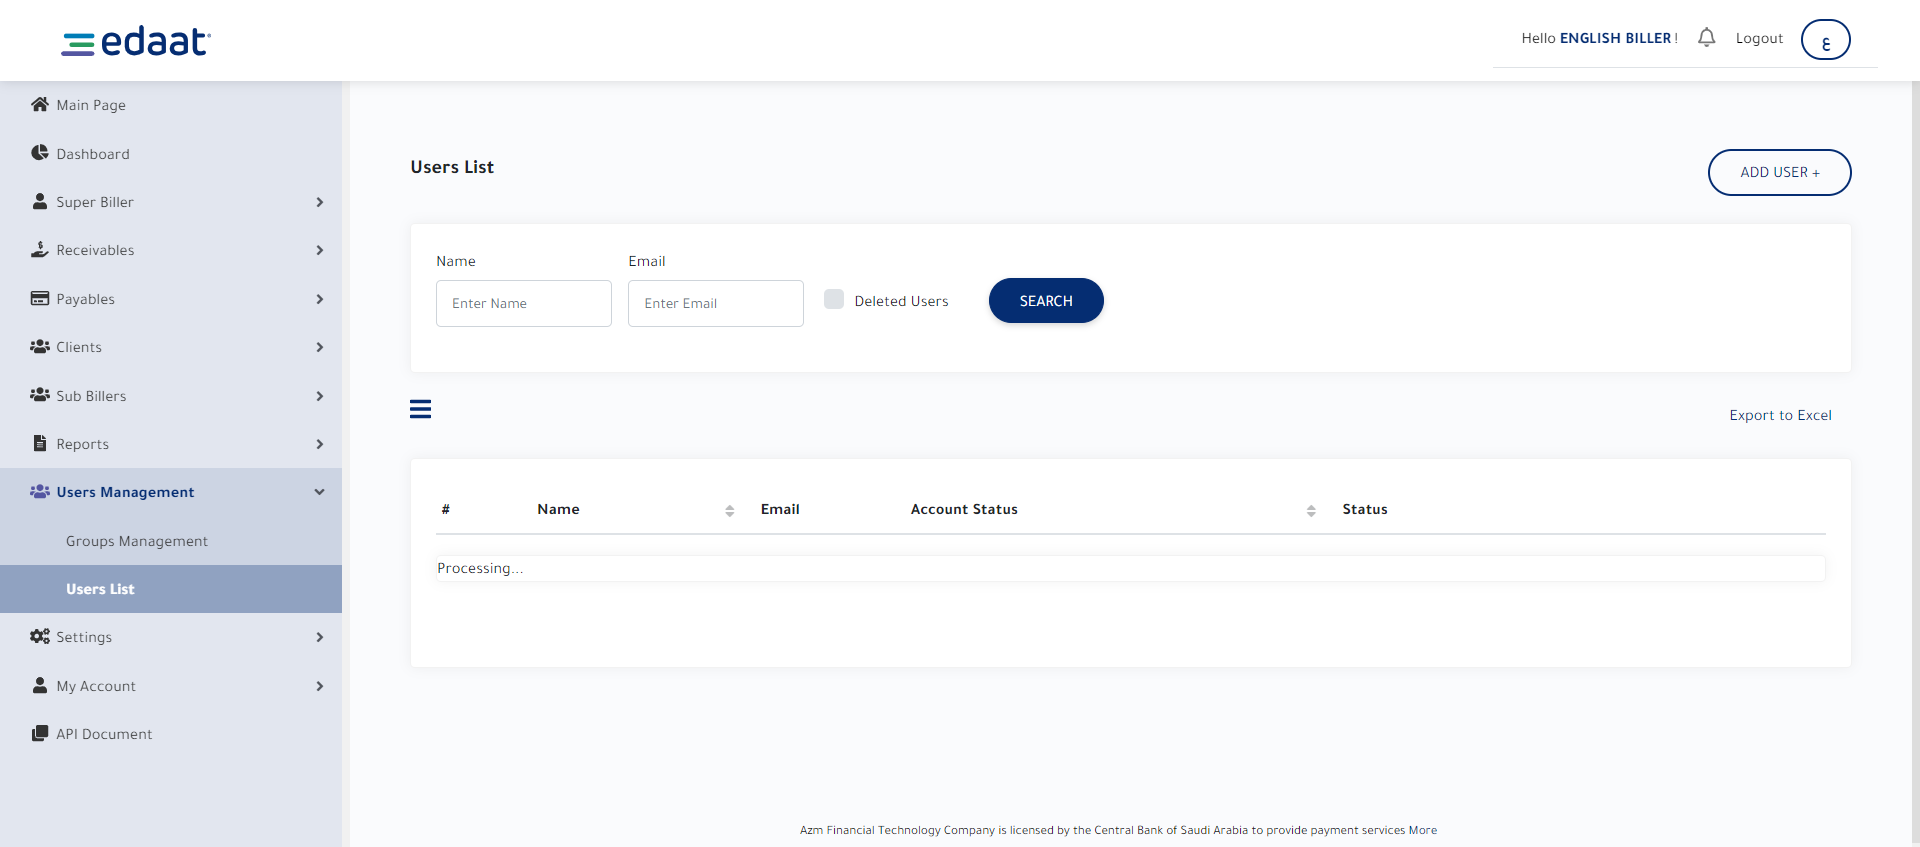 edaat
Hello ENGLISH BILLER !
Logout
ع
Main Page
Dashboard
Super Biller
Receivables
Payables
Clients
Sub Billers
Reports
Users Management
Groups Management
Users List
Settings
My Account
API Document
Users List
ADD USER +
Name
Email
Enter Name
Enter Email
Deleted Users
SEARCH
Export to Excel
# Name Email Account Status Status
Processing...
Azm Financial Technology Company is licensed by the Central Bank of Saudi Arabia to provide payment services More